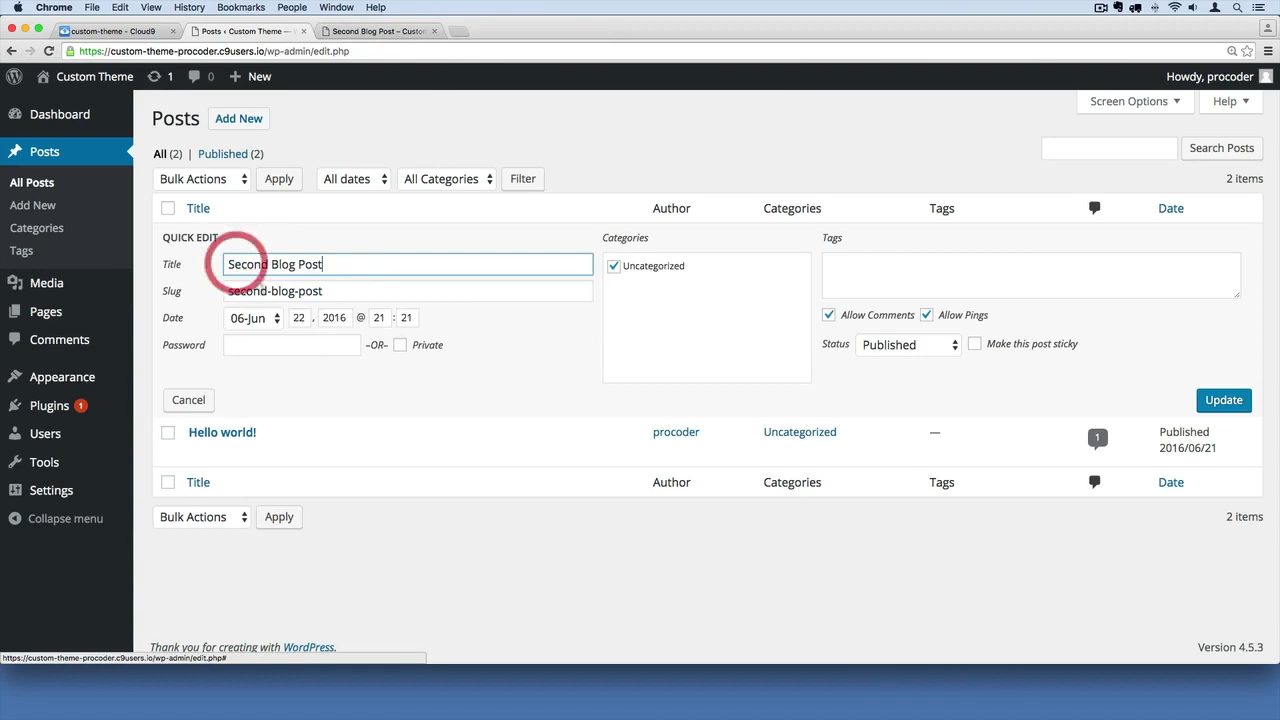 Chrome File Edit View History Bookmarks People Window Help
custom-theme - Cloud9 Posts ‹ Custom Theme — Second Blog Post – Custo
https://custom-theme-procoder.c9users.io/wp-admin/edit.php
Custom Theme 1 0 New Howdy, procoder
Dashboard
Posts
All Posts
Add New
Categories
Tags
Media
Pages
Comments
Appearance
Plugins 1
Users
Tools
Settings
Collapse menu
Screen Options Help
Posts Add New
All (2) | Published (2)
Search Posts
Bulk Actions Apply All dates All Categories Filter 2 items
Title Author Categories Tags Date
QUICK EDIT Categories Tags
Title Second Blog Post Uncategorized
Slug second-blog-post
Date 06-Jun 22 , 2016 @ 21 : 21 Allow Comments Allow Pings
Password –OR– Private Status Published Make this post sticky
Cancel Update
Hello world! procoder Uncategorized — 1 Published
2016/06/21
Title Author Categories Tags Date
Bulk Actions Apply 2 items
Thank you for creating with WordPress. Version 4.5.3
https://custom-theme-procoder.c9users.io/wp-admin/edit.php#